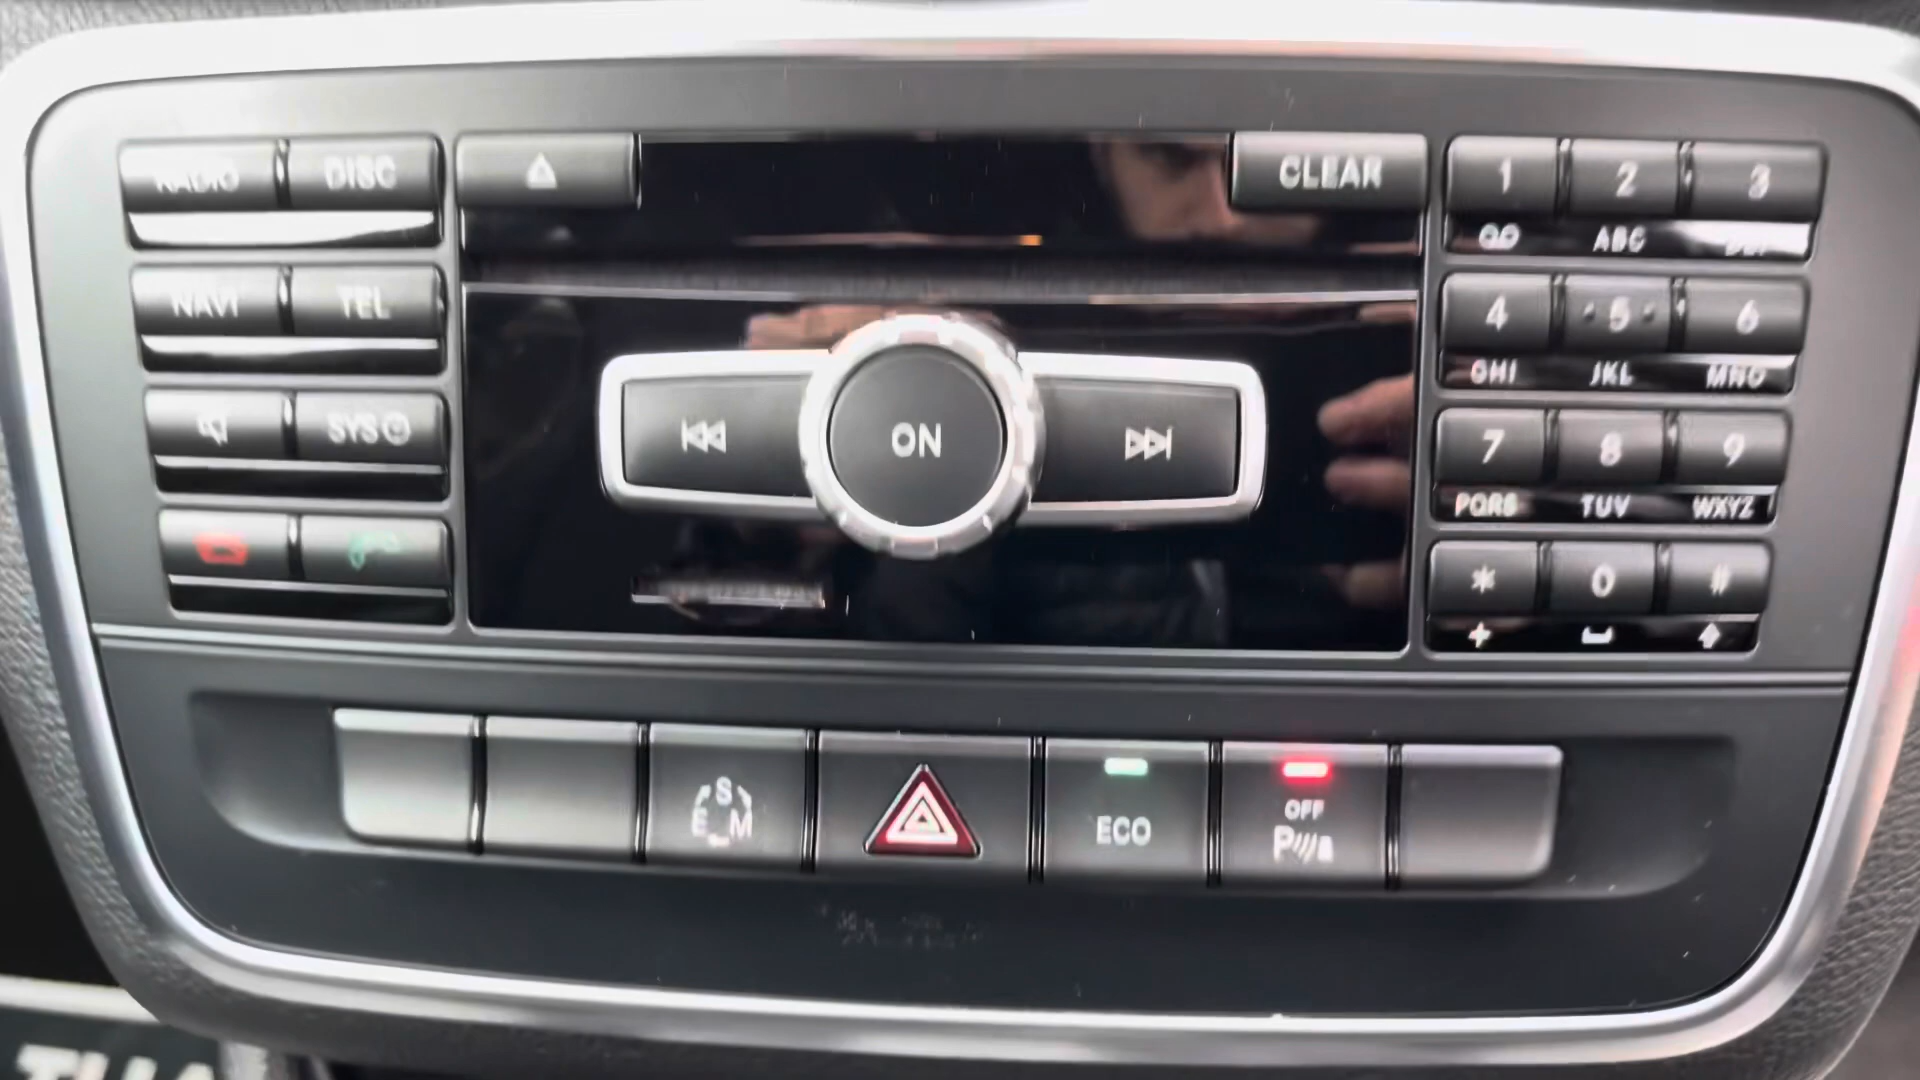 RADIO DISC
CLEAR
1 2 3
QO ABC DEF
NAVI TEL
4 5 6
GHI JKL MNO
SYS
ON
7 8 9
PQRS TUV WXYZ
* 0 #
+
S
E M
ECO
OFF
P